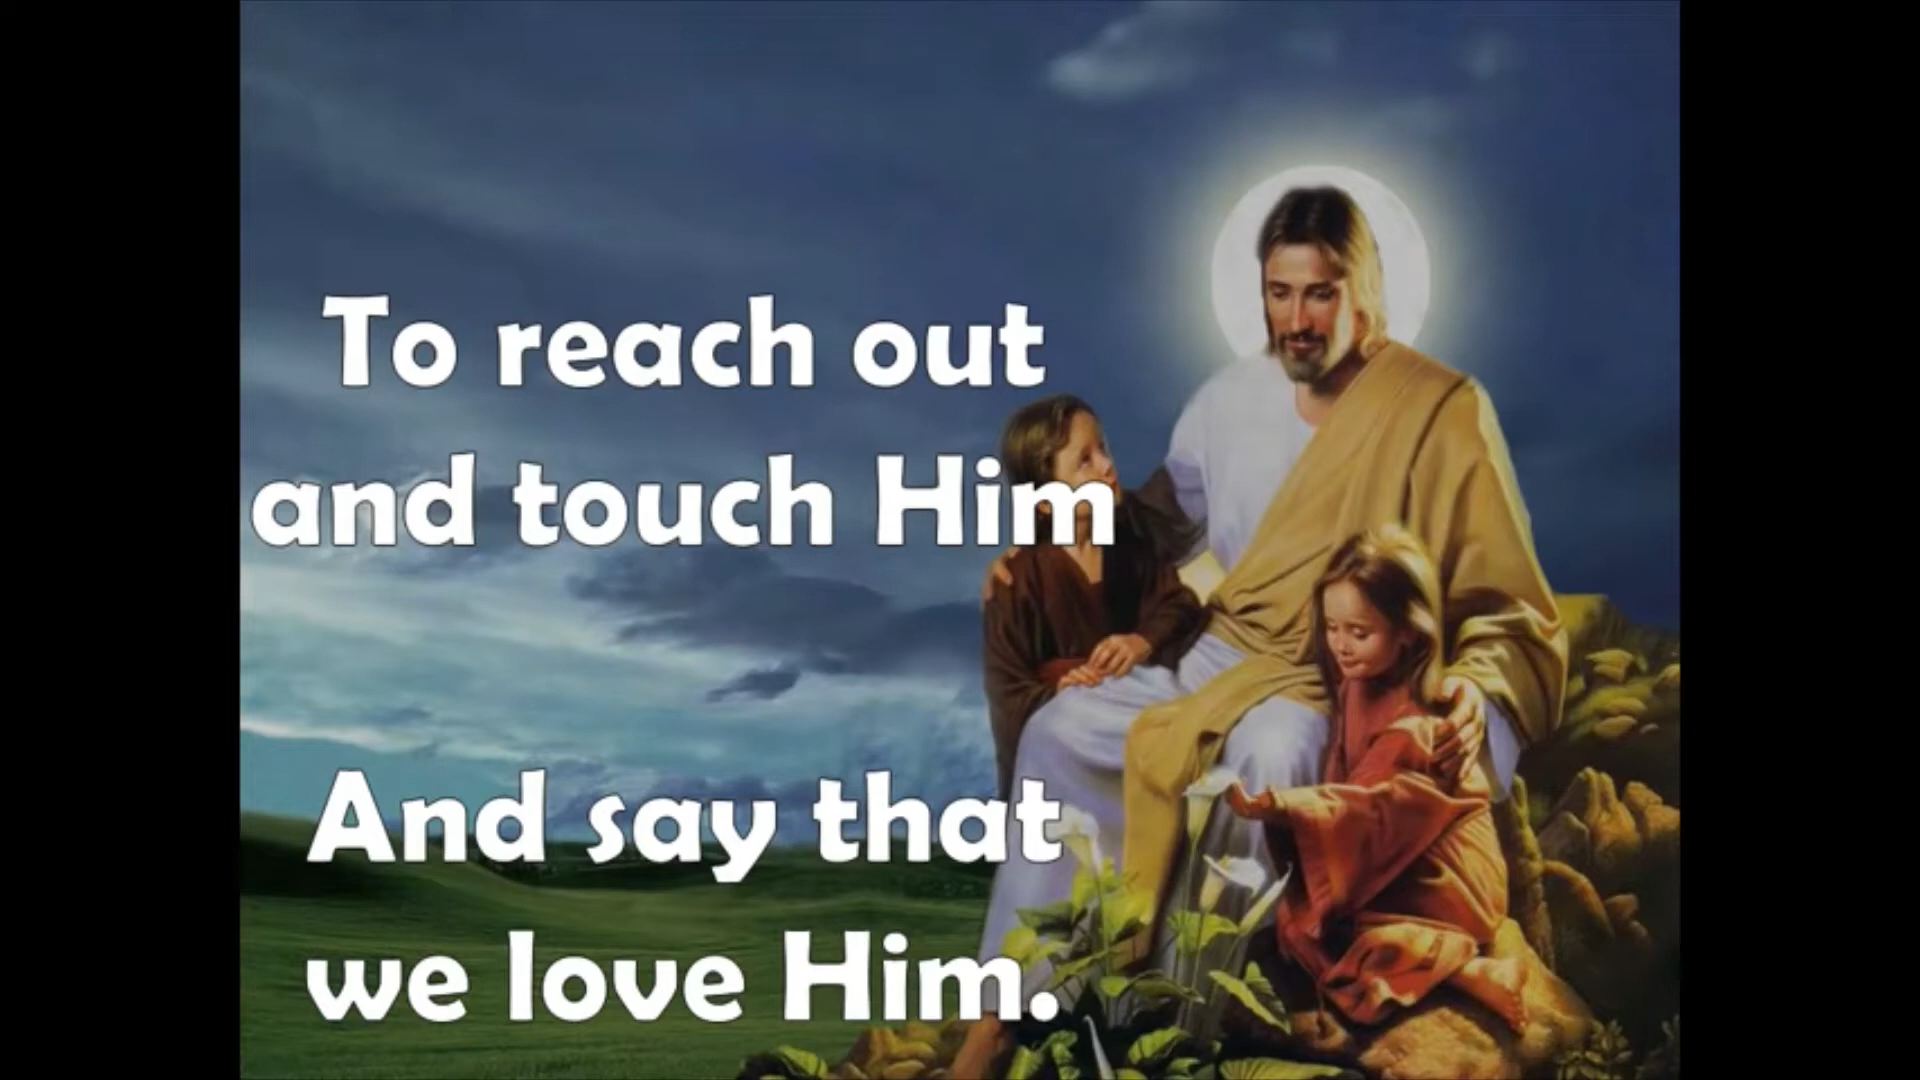 To reach out
and touch Him
And say that
we love Him.